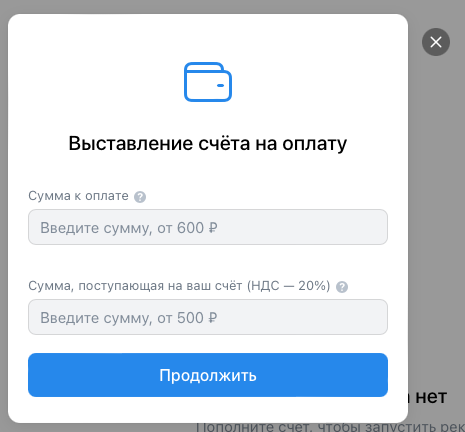 Выставление счёта на оплату
Сумма к оплате ?
Введите сумму, от 600 ₽
Сумма, поступающая на ваш счёт (НДС — 20%) ?
Введите сумму, от 500 ₽
Продолжить
нет
Пополните счет, чтобы запустить рек